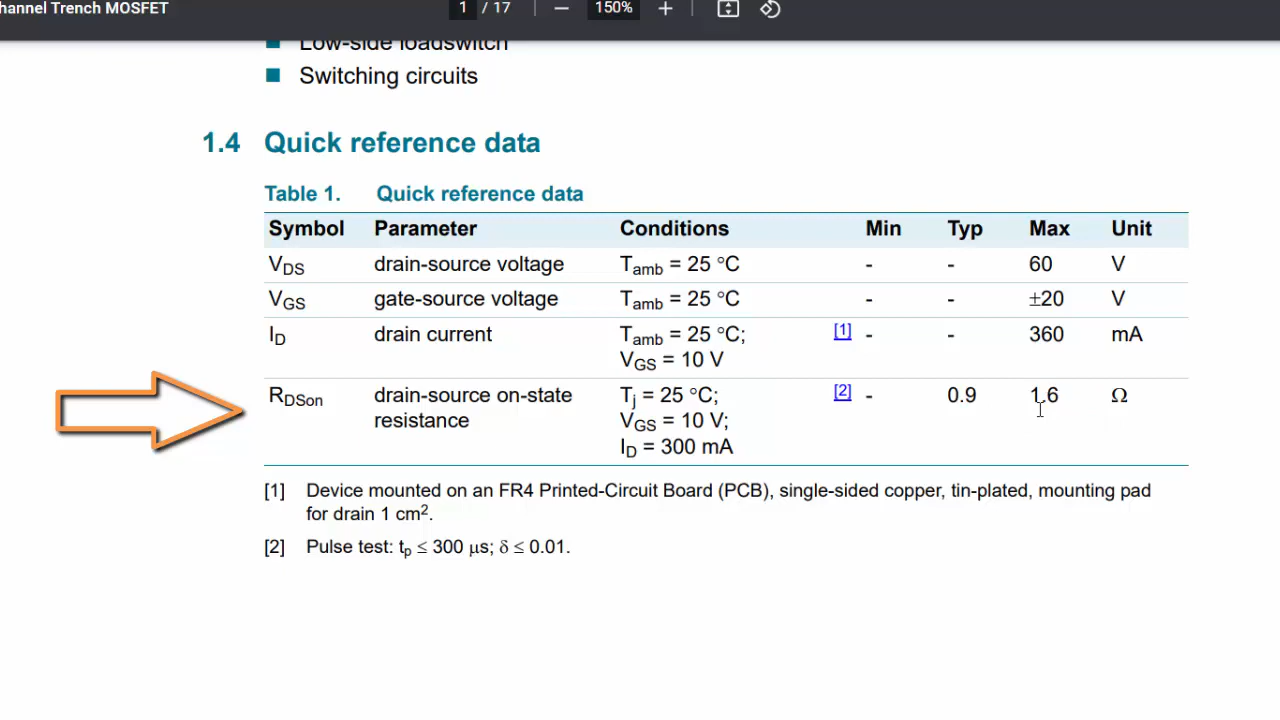 hannel Trench MOSFET
1 / 17
150%
Low-side loadswitch
Switching circuits
1.4 Quick reference data
Table 1. Quick reference data
Symbol Parameter Conditions Min Typ Max Unit
VDS drain-source voltage Tamb = 25 °C - - 60 V
VGS gate-source voltage Tamb = 25 °C - - ±20 V
ID drain current Tamb = 25 °C; [1] - - 360 mA
VGS = 10 V
RDSon drain-source on-state Tj = 25 °C; [2] - 0.9 1.6 Ω
resistance VGS = 10 V;
ID = 300 mA
[1] Device mounted on an FR4 Printed-Circuit Board (PCB), single-sided copper, tin-plated, mounting pad
for drain 1 cm².
[2] Pulse test: tp ≤ 300 μs; δ ≤ 0.01.